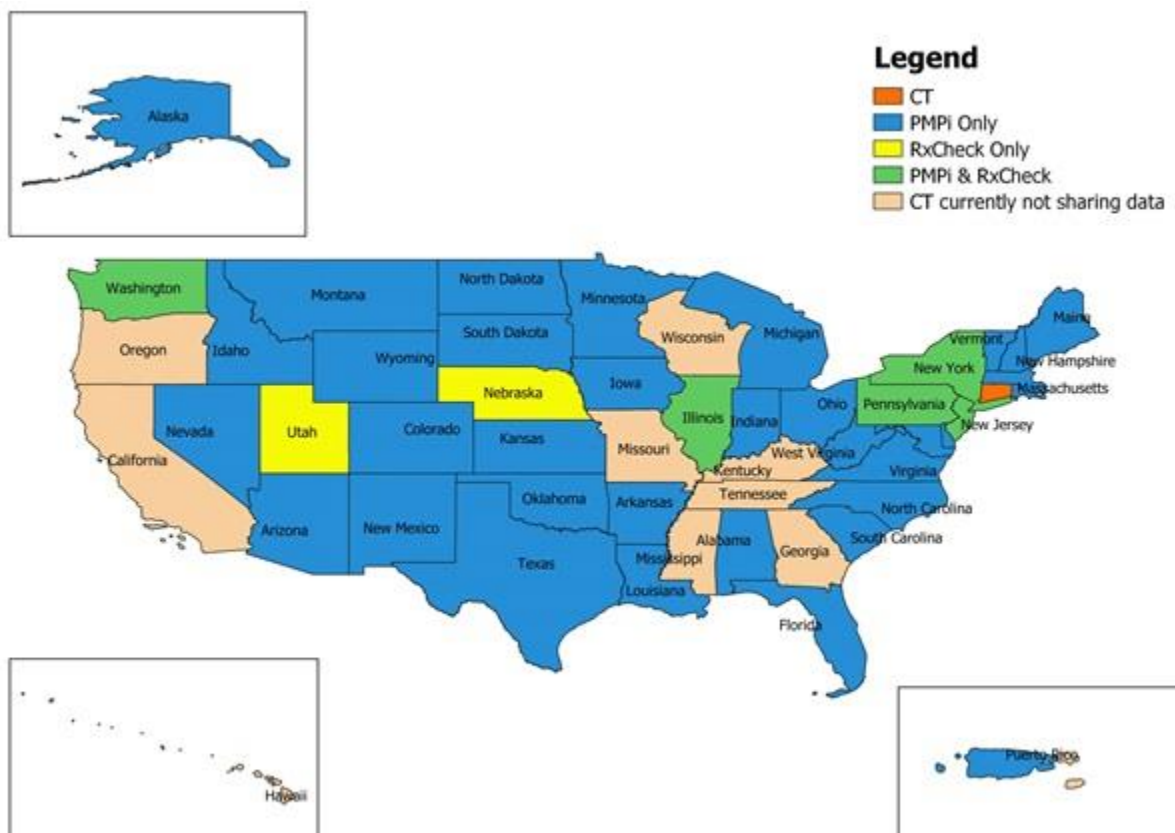 Legend
CT
PMPi Only
RxCheck Only
PMPi & RxCheck
CT currently not sharing data
Alaska
Washington
Montana
North Dakota
Minnesota
Maine
Oregon
Idaho
Wyoming
South Dakota
Wisconsin
Michigan
Vermont
New Hampshire
New York
Massachusetts
Nevada
Utah
Colorado
Nebraska
Iowa
Illinois
Indiana
Ohio
Pennsylvania
New Jersey
California
Kansas
Missouri
Kentucky
West Virginia
Virginia
Arizona
New Mexico
Oklahoma
Arkansas
Tennessee
North Carolina
South Carolina
Texas
Louisiana
Mississippi
Alabama
Georgia
Florida
Hawaii
Puerto Rico